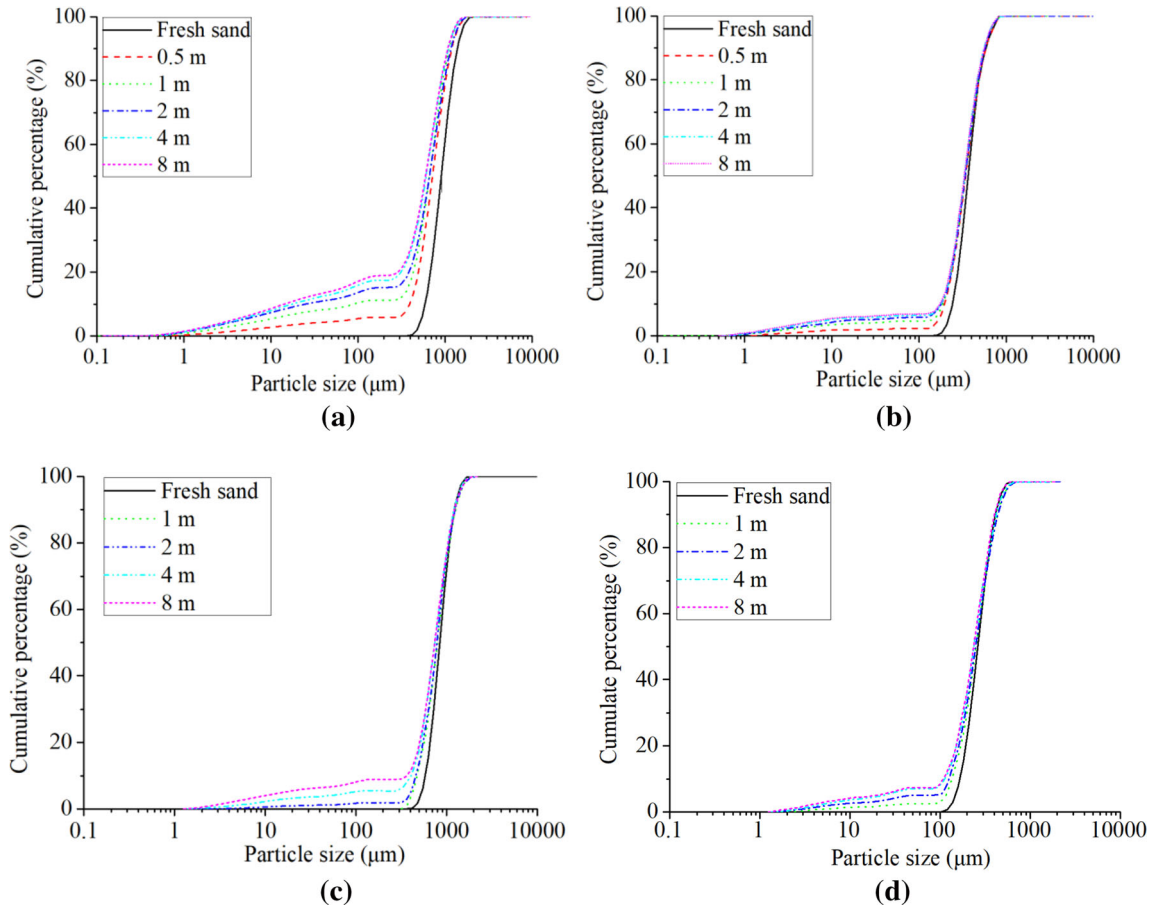 100
80
60
40
20
0
Cumulative percentage (%)
Fresh sand
0.5 m
1 m
2 m
4 m
8 m
0.1 1 10 100 1000 10000
Particle size (μm)
(a)
100
80
60
40
20
0
Cumulative percentage (%)
Fresh sand
0.5 m
1 m
2 m
4 m
8 m
0.1 1 10 100 1000 10000
Particle size (μm)
(b)
100
80
60
40
20
0
Cumulative percentage (%)
Fresh sand
1 m
2 m
4 m
8 m
0.1 1 10 100 1000 10000
Particle size (μm)
(c)
100
80
60
40
20
0
Cumulate percentage (%)
Fresh sand
1 m
2 m
4 m
8 m
0.1 1 10 100 1000 10000
Particle size (μm)
(d)